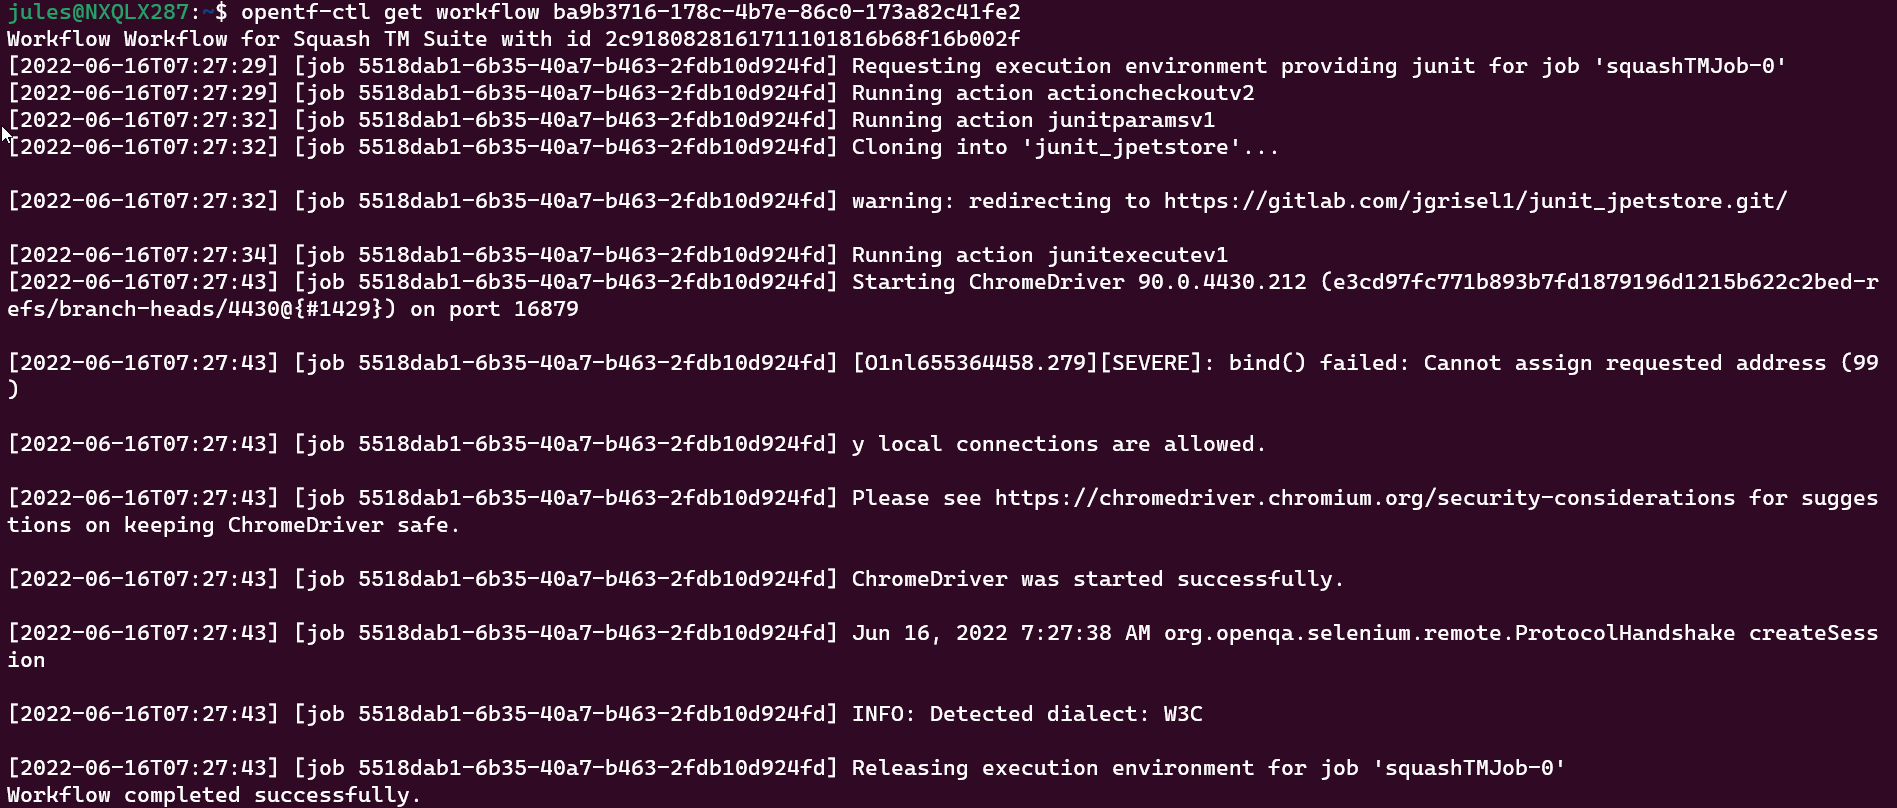 jules@NXQLX287:~$ opentf-ctl get workflow ba9b3716-178c-4b7e-86c0-173a82c41fe2
Workflow Workflow for Squash TM Suite with id 2c9180828161711101816b68f16b002f
[2022-06-16T07:27:29] [job 5518dab1-6b35-40a7-b463-2fdb10d924fd] Requesting execution environment providing junit for job 'squashTMJob-0'
[2022-06-16T07:27:29] [job 5518dab1-6b35-40a7-b463-2fdb10d924fd] Running action actioncheckoutv2
[2022-06-16T07:27:32] [job 5518dab1-6b35-40a7-b463-2fdb10d924fd] Running action junitparamsv1
[2022-06-16T07:27:32] [job 5518dab1-6b35-40a7-b463-2fdb10d924fd] Cloning into 'junit_jpetstore'...
[2022-06-16T07:27:32] [job 5518dab1-6b35-40a7-b463-2fdb10d924fd] warning: redirecting to https://gitlab.com/jgrisel1/junit_jpetstore.git/
[2022-06-16T07:27:34] [job 5518dab1-6b35-40a7-b463-2fdb10d924fd] Running action junitexecutev1
[2022-06-16T07:27:43] [job 5518dab1-6b35-40a7-b463-2fdb10d924fd] Starting ChromeDriver 90.0.4430.212 (e3cd97fc771b893b7fd1879196d1215b622c2bed-r
efs/branch-heads/4430@{#1429}) on port 16879
[2022-06-16T07:27:43] [job 5518dab1-6b35-40a7-b463-2fdb10d924fd] [O1nl655364458.279][SEVERE]: bind() failed: Cannot assign requested address (99
)
[2022-06-16T07:27:43] [job 5518dab1-6b35-40a7-b463-2fdb10d924fd] y local connections are allowed.
[2022-06-16T07:27:43] [job 5518dab1-6b35-40a7-b463-2fdb10d924fd] Please see https://chromedriver.chromium.org/security-considerations for sugges
tions on keeping ChromeDriver safe.
[2022-06-16T07:27:43] [job 5518dab1-6b35-40a7-b463-2fdb10d924fd] ChromeDriver was started successfully.
[2022-06-16T07:27:43] [job 5518dab1-6b35-40a7-b463-2fdb10d924fd] Jun 16, 2022 7:27:38 AM org.openqa.selenium.remote.ProtocolHandshake createSess
ion
[2022-06-16T07:27:43] [job 5518dab1-6b35-40a7-b463-2fdb10d924fd] INFO: Detected dialect: W3C
[2022-06-16T07:27:43] [job 5518dab1-6b35-40a7-b463-2fdb10d924fd] Releasing execution environment for job 'squashTMJob-0'
Workflow completed successfully.